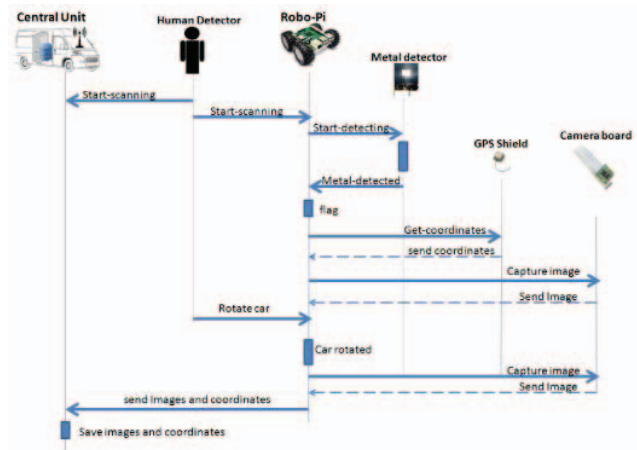 Central Unit
Human Detector
Robo-Pi
Metal detector
Start-scanning
Start-scanning
Start-detecting
GPS Shield
Camera board
Metal-detected
flag
Get-coordinates
send coordinates
Capture image
Send Image
Rotate car
Car rotated
Capture image
Send Image
send Images and coordinates
Save images and coordinates